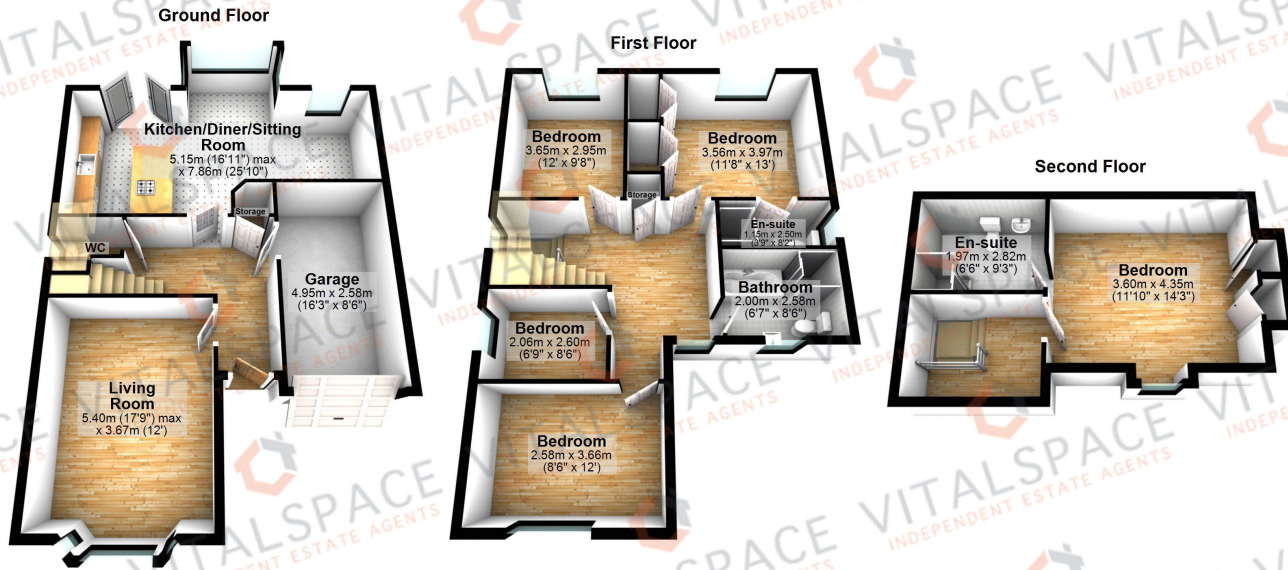 Ground Floor
Kitchen/Diner/Sitting
Room
5.15m (16'11") max
x 7.86m (25'10")
Storage
WC
Garage
4.95m x 2.58m
(16'3" x 8'6")
Living
Room
5.40m (17'9") max
x 3.67m (12')
First Floor
Bedroom
3.65m x 2.95m
(12' x 9'8")
Bedroom
3.56m x 3.97m
(11'8" x 13')
Storage
En-suite
1.15m x 2.50m
(3'9" x 8'2")
Bathroom
2.00m x 2.58m
(6'7" x 8'6")
Bedroom
2.06m x 2.60m
(6'9" x 8'6")
Bedroom
2.58m x 3.66m
(8'6" x 12')
Second Floor
En-suite
1.97m x 2.82m
(6'6" x 9'3")
Bedroom
3.60m x 4.35m
(11'10" x 14'3")
VITALSPACE
INDEPENDENT ESTATE AGENTS